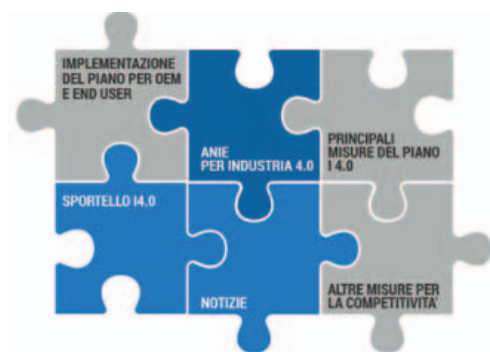 IMPLEMENTAZIONE
DEL PIANO PER OEM
E END USER
ANIE
PER INDUSTRIA 4.0
PRINCIPALI
MISURE DEL PIANO
I 4.0
SPORTELLO I4.0
NOTIZIE
ALTRE MISURE PER
LA COMPETITIVITA'